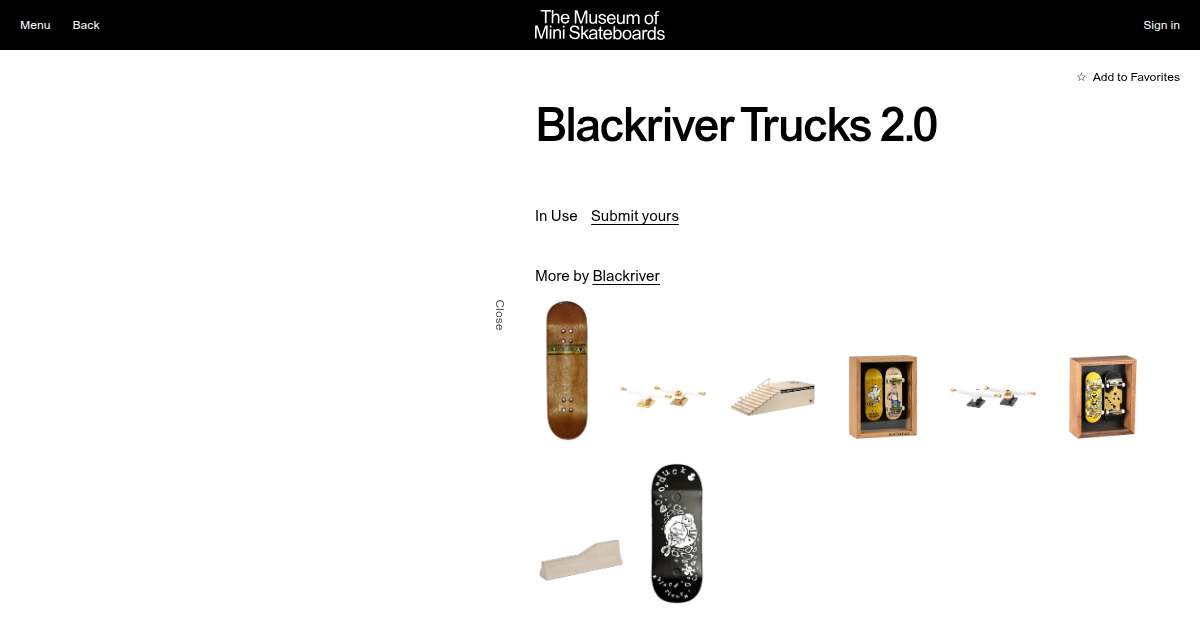 Menu
Back
The Museum of
Mini Skateboards
Sign in
☆ Add to Favorites
Blackriver Trucks 2.0
In Use Submit yours
More by Blackriver
Close